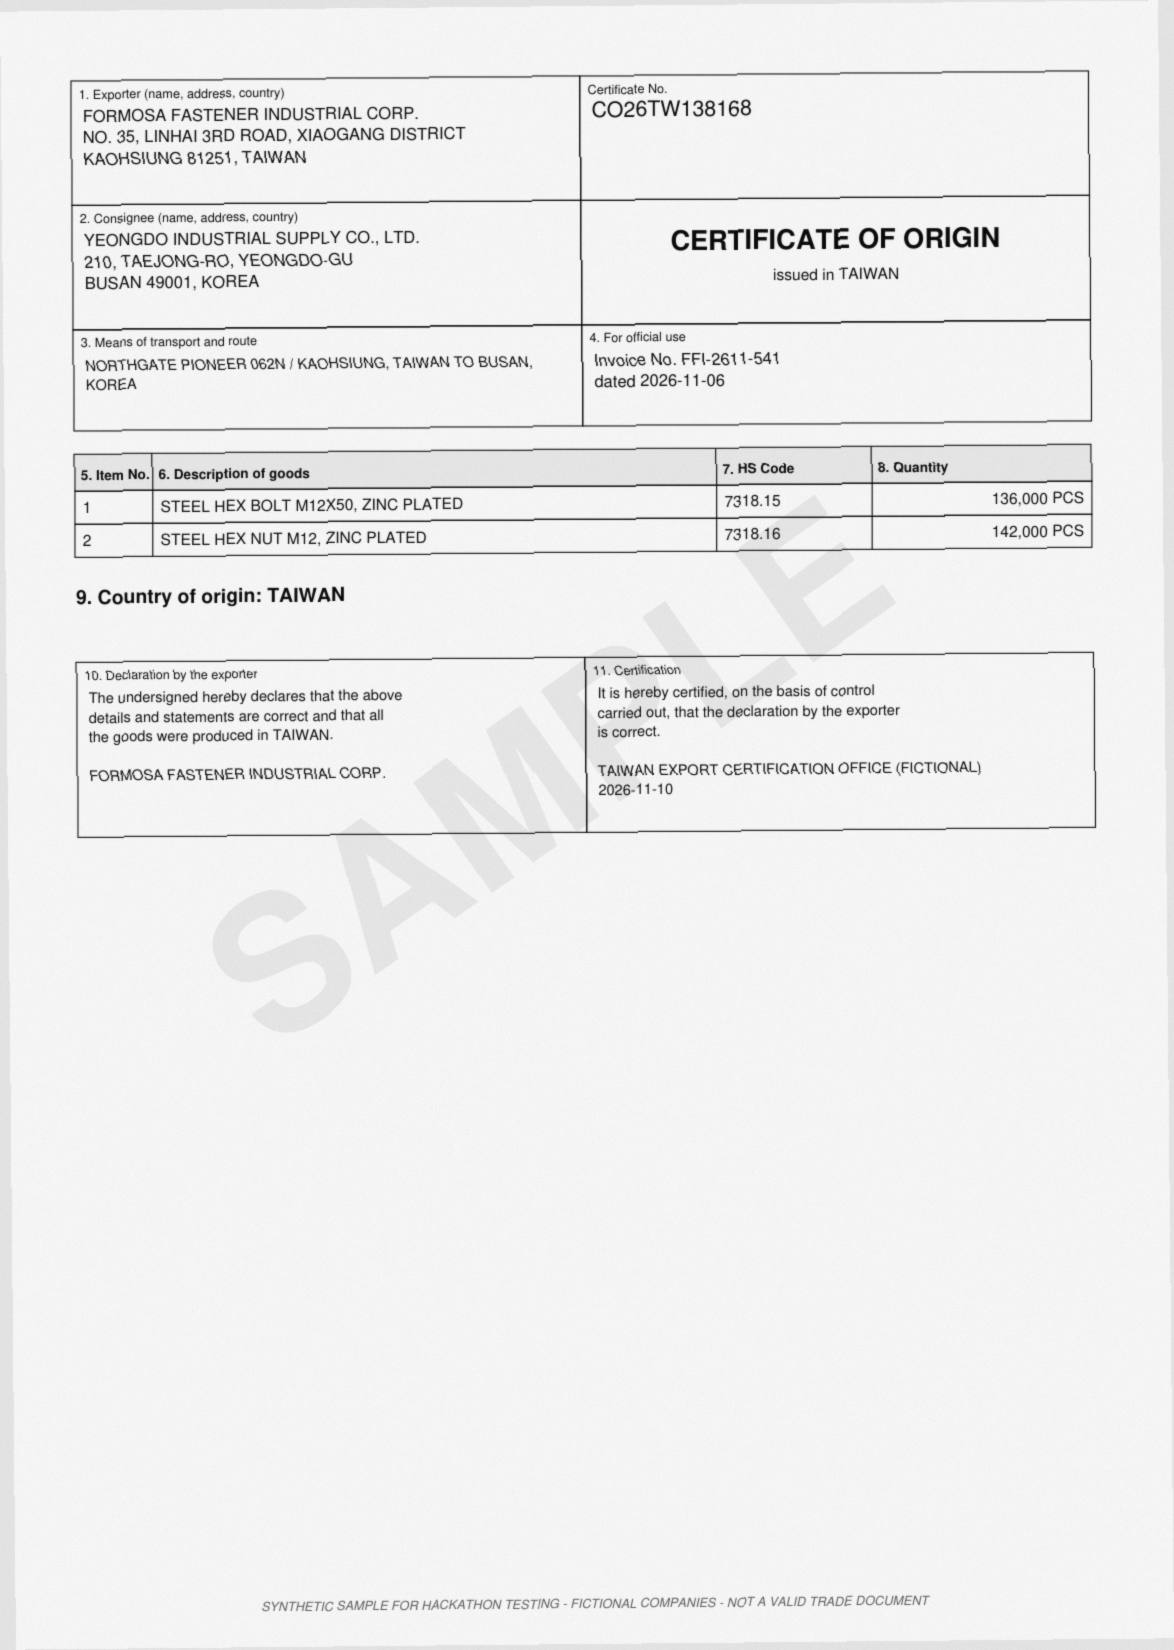 1. Exporter (name, address, country)
FORMOSA FASTENER INDUSTRIAL CORP.
NO. 35, LINHAI 3RD ROAD, XIAOGANG DISTRICT
KAOHSIUNG 81251, TAIWAN
Certificate No.
CO26TW138168
2. Consignee (name, address, country)
YEONGDO INDUSTRIAL SUPPLY CO., LTD.
210, TAEJONG-RO, YEONGDO-GU
BUSAN 49001, KOREA
CERTIFICATE OF ORIGIN
issued in TAIWAN
3. Means of transport and route
NORTHGATE PIONEER 062N / KAOHSIUNG, TAIWAN TO BUSAN,
KOREA
4. For official use
Invoice No. FFI-2611-541
dated 2026-11-06
5. Item No. 6. Description of goods 7. HS Code 8. Quantity
1 STEEL HEX BOLT M12X50, ZINC PLATED 7318.15 136,000 PCS
2 STEEL HEX NUT M12, ZINC PLATED 7318.16 142,000 PCS
9. Country of origin: TAIWAN
10. Declaration by the exporter
The undersigned hereby declares that the above
details and statements are correct and that all
the goods were produced in TAIWAN.
FORMOSA FASTENER INDUSTRIAL CORP.
11. Certification
It is hereby certified, on the basis of control
carried out, that the declaration by the exporter
is correct.
TAIWAN EXPORT CERTIFICATION OFFICE (FICTIONAL)
2026-11-10
SAMPLE
SYNTHETIC SAMPLE FOR HACKATHON TESTING - FICTIONAL COMPANIES - NOT A VALID TRADE DOCUMENT